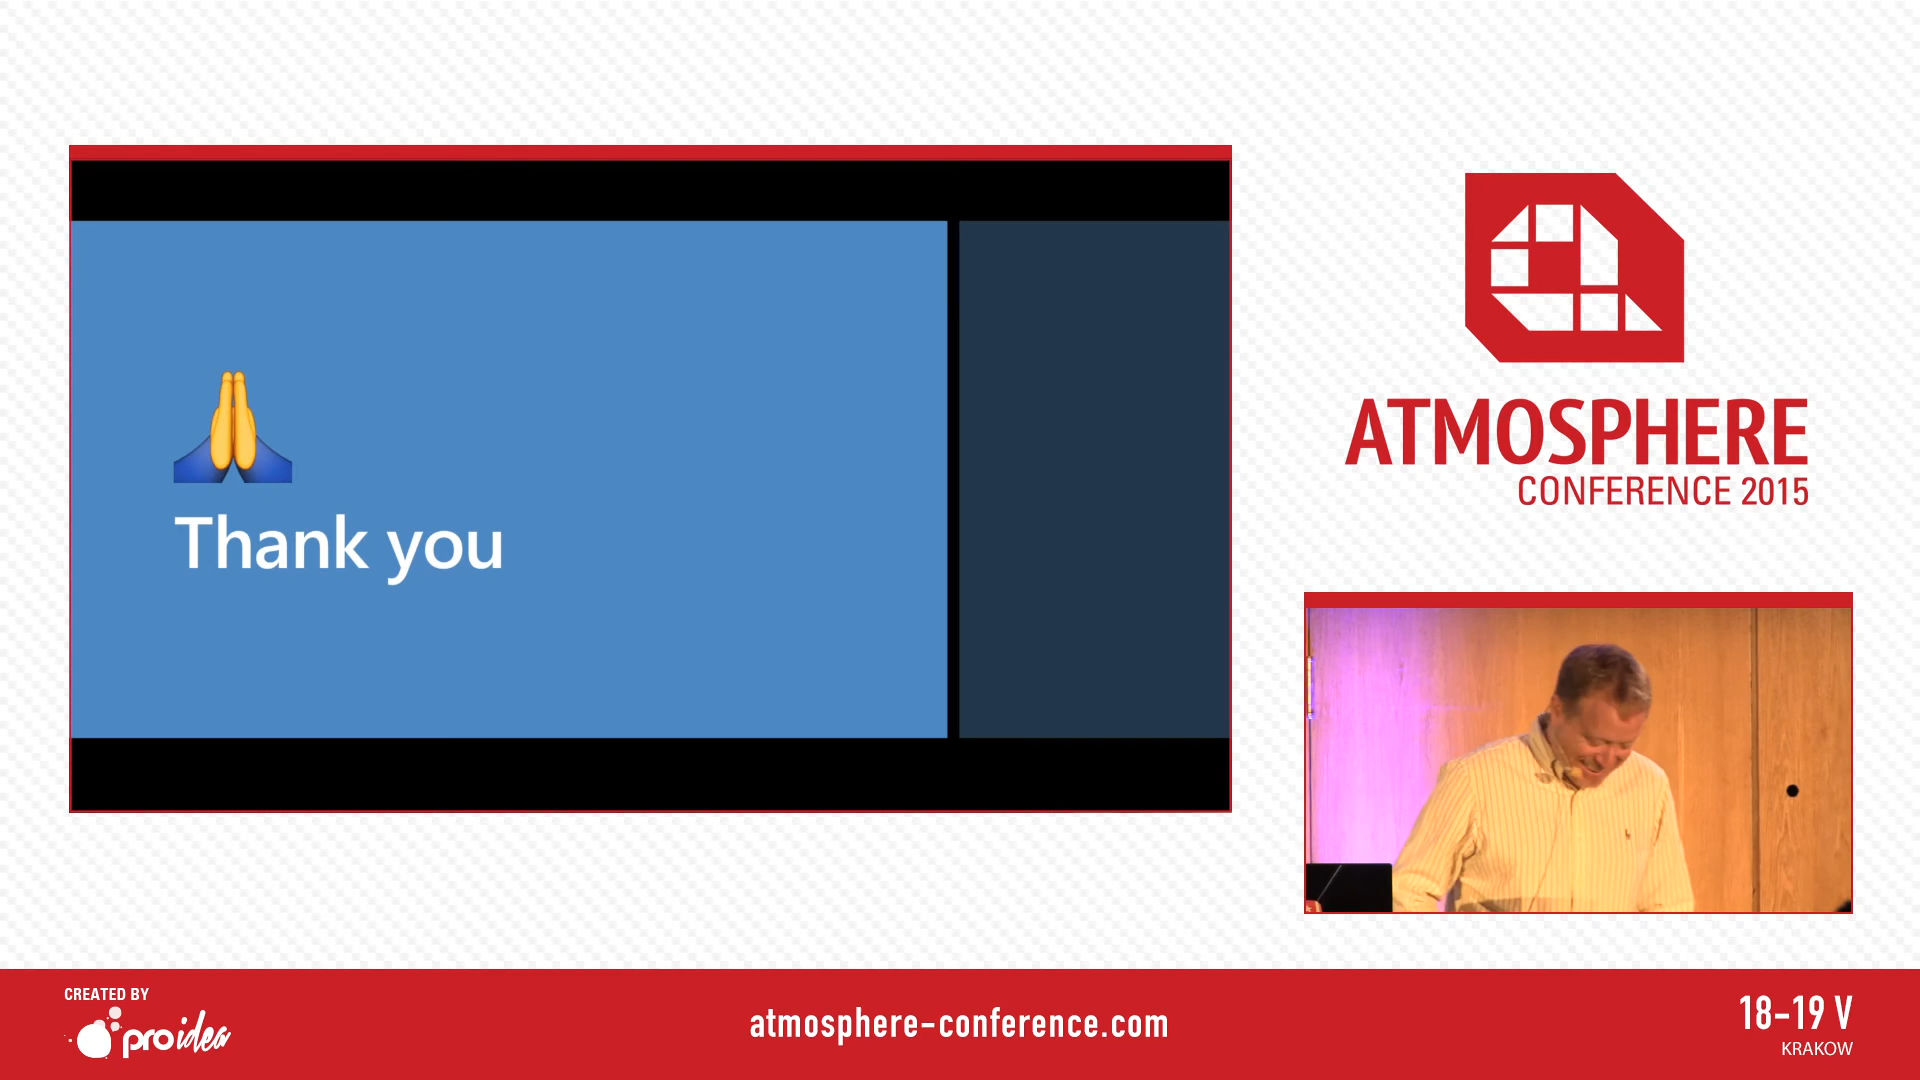 Thank you
ATMOSPHERE
CONFERENCE 2015
CREATED BY
proidea
atmosphere-conference.com
18-19 V
KRAKOW